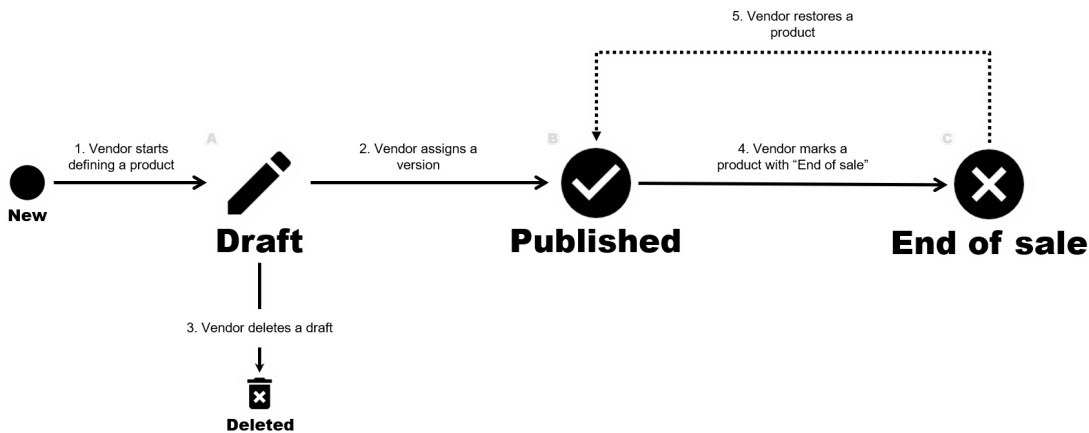 5. Vendor restores a
product
A
B
C
1. Vendor starts
defining a product
2. Vendor assigns a
version
4. Vendor marks a
product with “End of sale”
New
Draft
Published
End of sale
3. Vendor deletes a draft
Deleted